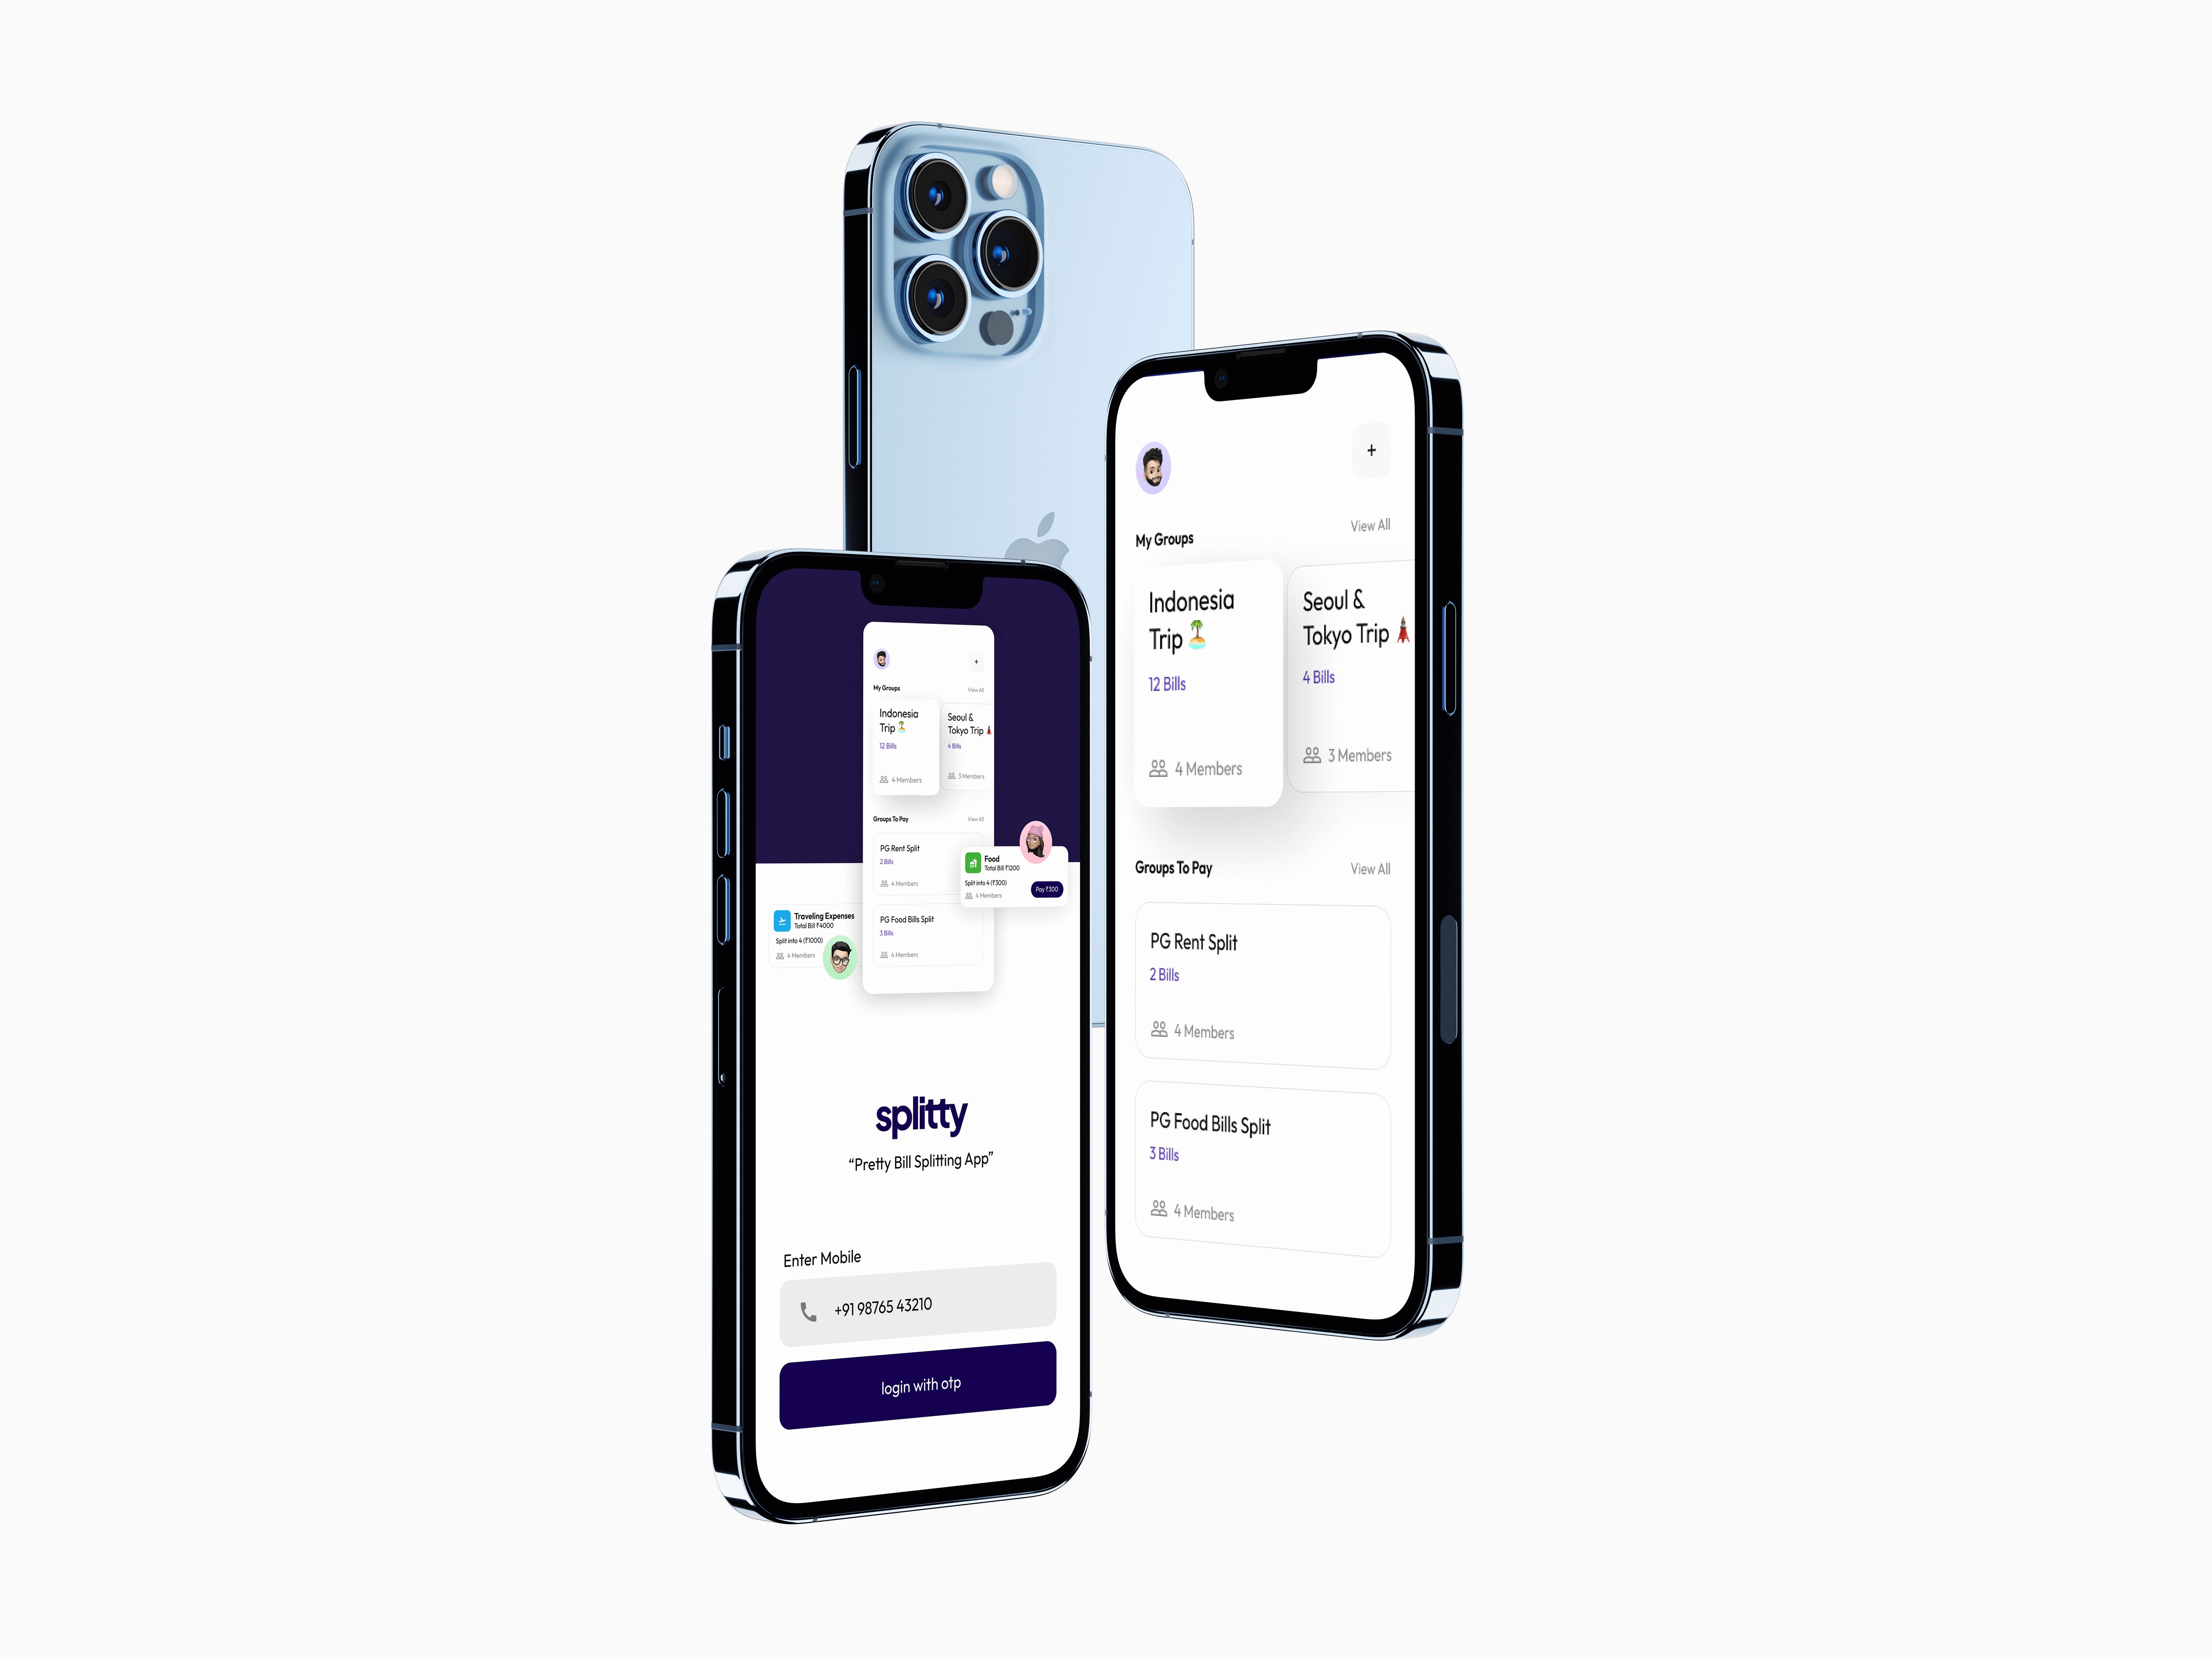 My Groups
View All
Indonesia
Trip
12 Bills
4 Members
Seoul &
Tokyo Trip
4 Bills
3 Members
Groups To Pay
View All
PG Rent Split
2 Bills
4 Members
PG Food Bills Split
3 Bills
4 Members
Food
Total Bill ₹1200
Split into 4 (₹300)
4 Members
Pay ₹300
Traveling Expenses
Total Bill ₹4000
Split into 4 (₹1000)
4 Members
splitty
“Pretty Bill Splitting App”
Enter Mobile
+91 98765 43210
login with otp
+
My Groups
View All
Indonesia
Trip
12 Bills
4 Members
Seoul &
Tokyo Trip
4 Bills
3 Members
Groups To Pay
View All
PG Rent Split
2 Bills
4 Members
PG Food Bills Split
3 Bills
4 Members